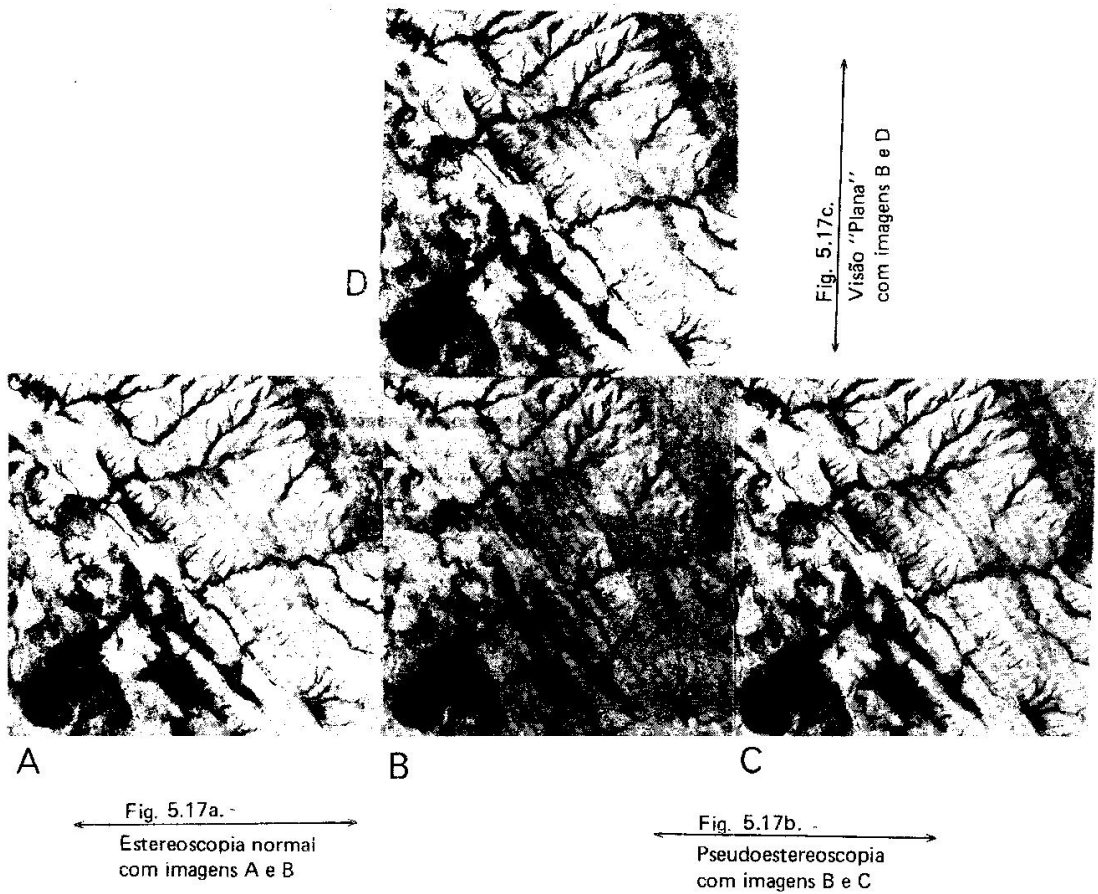 D
Fig. 5.17c.
Visão "Plana"
com imagens B e D
A
B
C
Fig. 5.17a.
Estereoscopia normal
com imagens A e B
Fig. 5.17b.
Pseudoestereoscopia
com imagens B e C